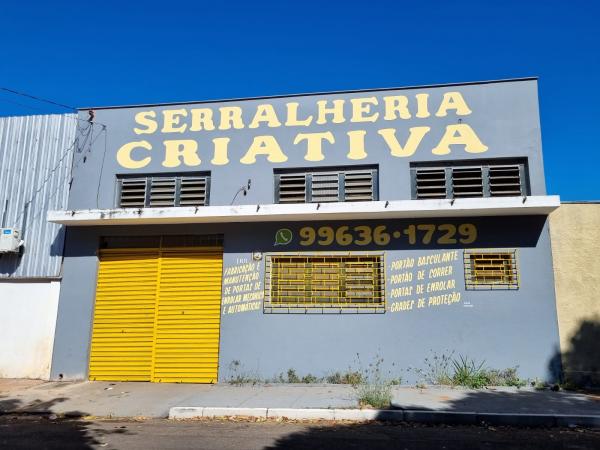 SERRALHERIA
CRIATIVA
99636-1729
FABRICAÇÃO E
MANUTENÇÃO
DE PORTAS DE
ENROLAR MECÂNICA
E AUTOMÁTICAS
PORTÃO BASCULANTE
PORTÃO DE CORRER
PORTAS DE ENROLAR
GRADES DE PROTEÇÃO